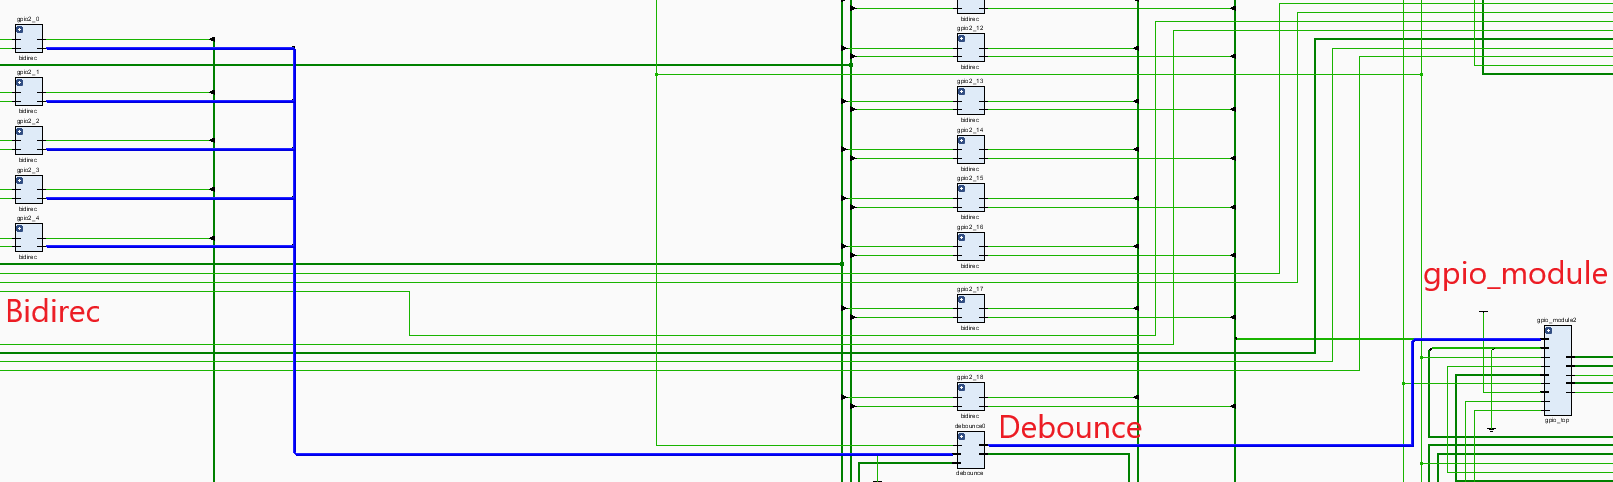 gpio2_0
bidirec
gpio2_1
bidirec
gpio2_2
bidirec
gpio2_3
bidirec
gpio2_4
bidirec
Bidirec
bidirec
gpio2_12
bidirec
gpio2_13
bidirec
gpio2_14
bidirec
gpio2_15
bidirec
gpio2_16
bidirec
gpio2_17
bidirec
gpio2_18
bidirec
debounce0
debounce
Debounce
gpio_module
gpio_module2
gpio_top